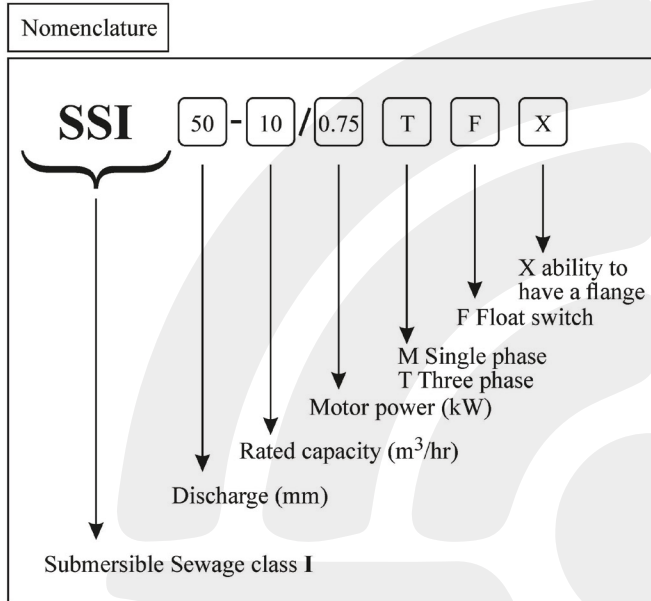 Nomenclature
SSI 50 - 10 / 0.75 T F X
X ability to
have a flange
F Float switch
M Single phase
T Three phase
Motor power (kW)
Rated capacity (m³/hr)
Discharge (mm)
Submersible Sewage class I